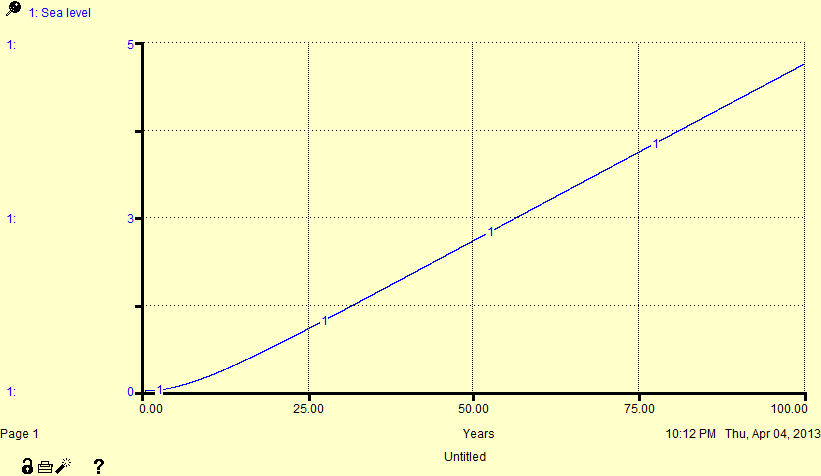 1: Sea level
1: 5
1: 3
1: 0
1
1
1
1
0.00 25.00 50.00 75.00 100.00
Page 1 Years 10:12 PM Thu, Apr 04, 2013
Untitled
?